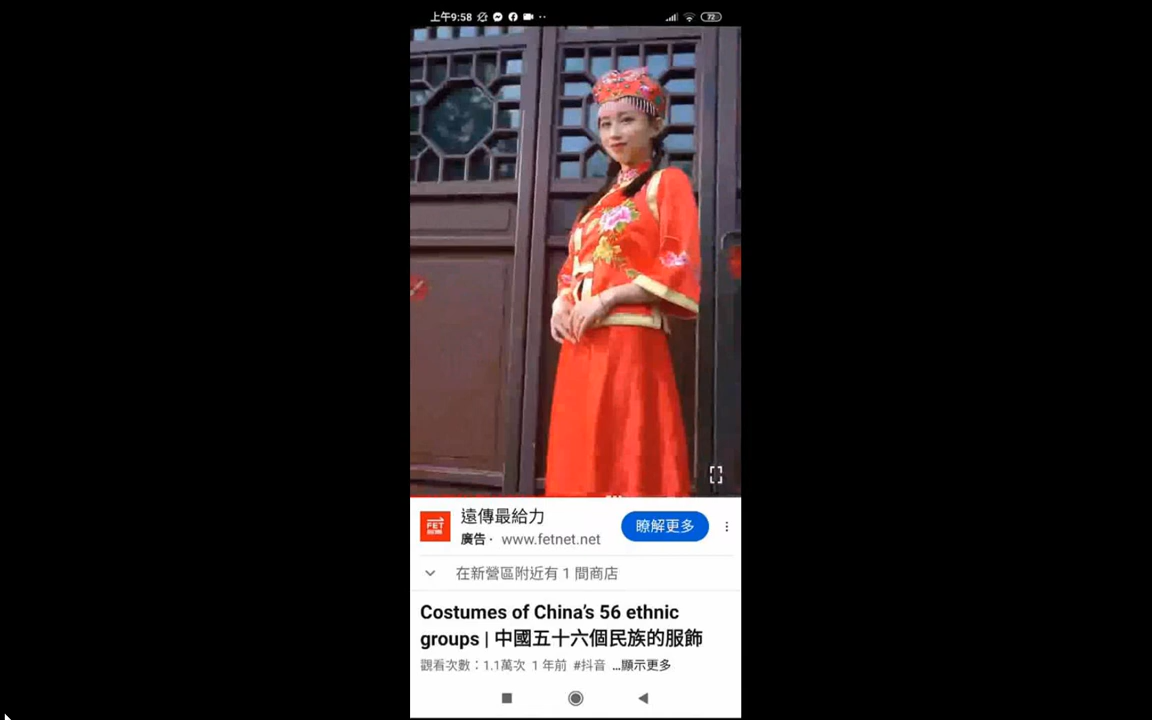 上午9:58
72
FET
遠傳最給力
廣告 · www.fetnet.net
瞭解更多
在新營區附近有 1 間商店
Costumes of China’s 56 ethnic
groups | 中國五十六個民族的服飾
觀看次數：1.1萬次 1 年前 #抖音 ...顯示更多